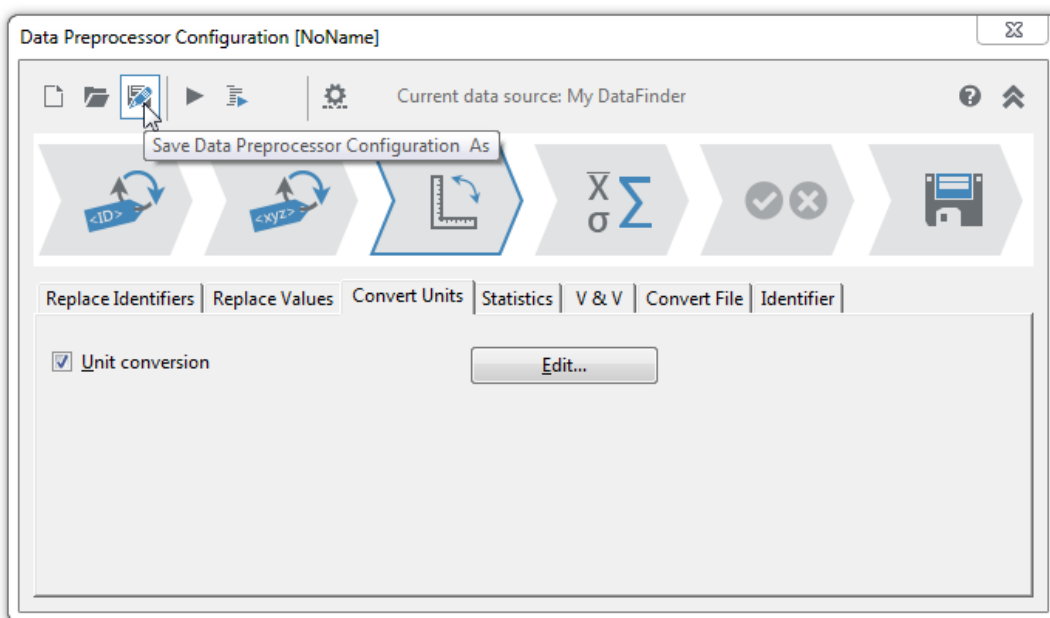 Data Preprocessor Configuration [NoName]
Current data source: My DataFinder
Save Data Preprocessor Configuration  As
<ID>
<xyz>
X
σ Σ
Replace Identifiers
Replace Values
Convert Units
Statistics
V & V
Convert File
Identifier
Unit conversion
Edit...